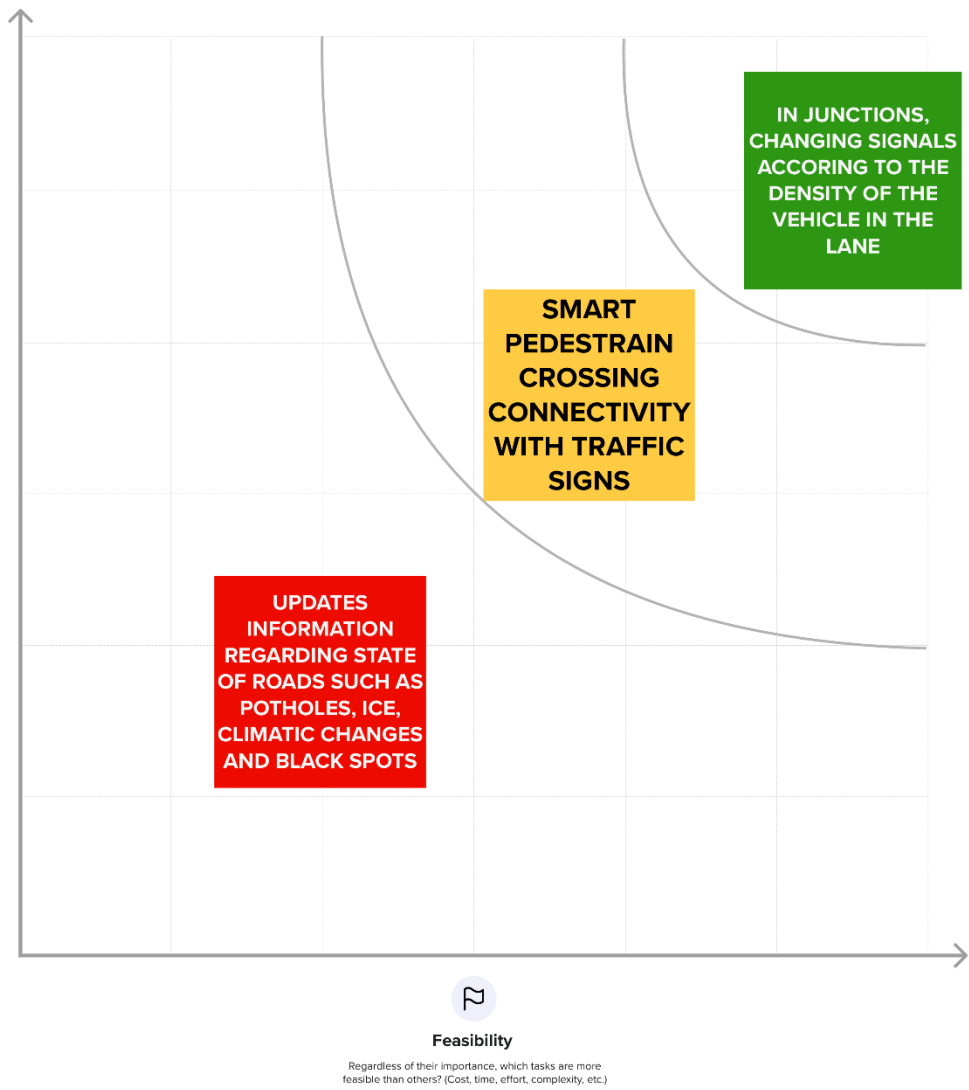 IN JUNCTIONS,
CHANGING SIGNALS
ACCORING TO THE
DENSITY OF THE
VEHICLE IN THE
LANE
SMART
PEDESTRAIN
CROSSING
CONNECTIVITY
WITH TRAFFIC
SIGNS
UPDATES
INFORMATION
REGARDING STATE
OF ROADS SUCH AS
POTHOLES, ICE,
CLIMATIC CHANGES
AND BLACK SPOTS
Feasibility
Regardless of their importance, which tasks are more
feasible than others? (Cost, time, effort, complexity, etc.)